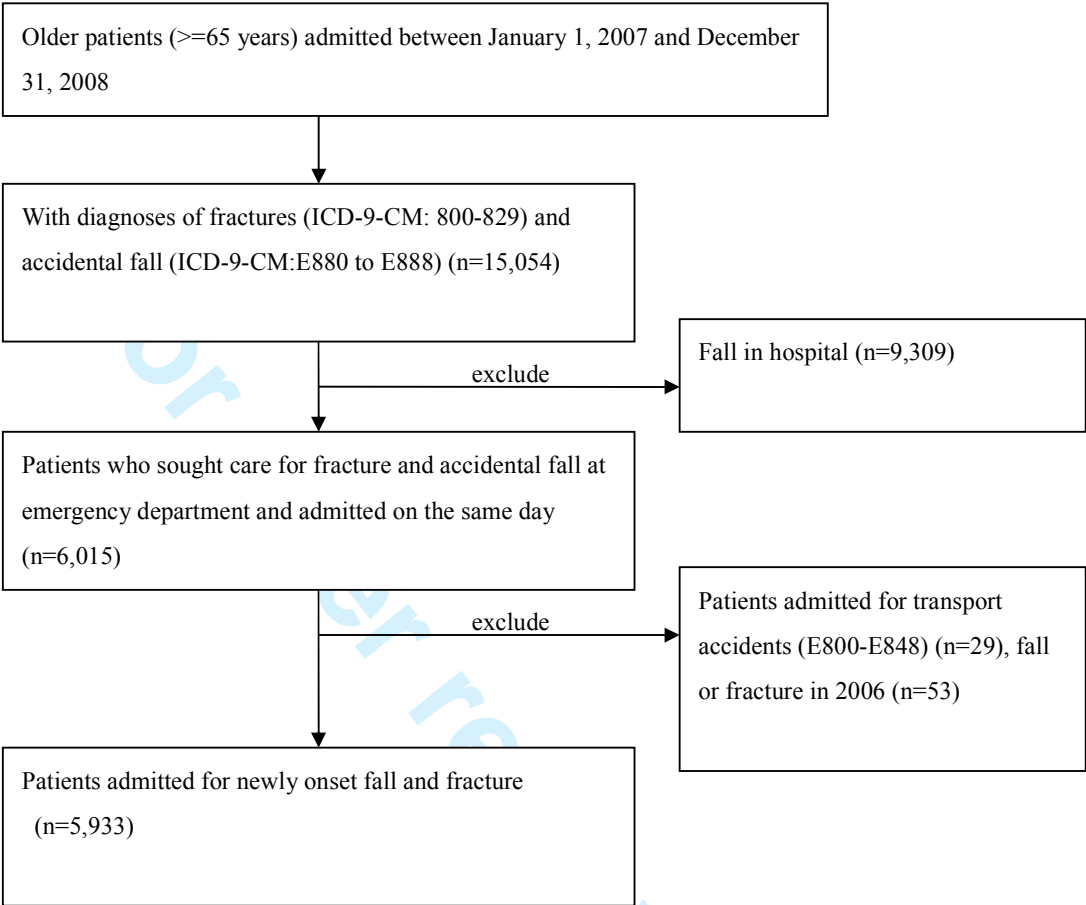 Older patients (>=65 years) admitted between January 1, 2007 and December
31, 2008
With diagnoses of fractures (ICD-9-CM: 800-829) and
accidental fall (ICD-9-CM:E880 to E888) (n=15,054)
exclude
Fall in hospital (n=9,309)
Patients who sought care for fracture and accidental fall at
emergency department and admitted on the same day
(n=6,015)
exclude
Patients admitted for transport
accidents (E800-E848) (n=29), fall
or fracture in 2006 (n=53)
Patients admitted for newly onset fall and fracture
(n=5,933)